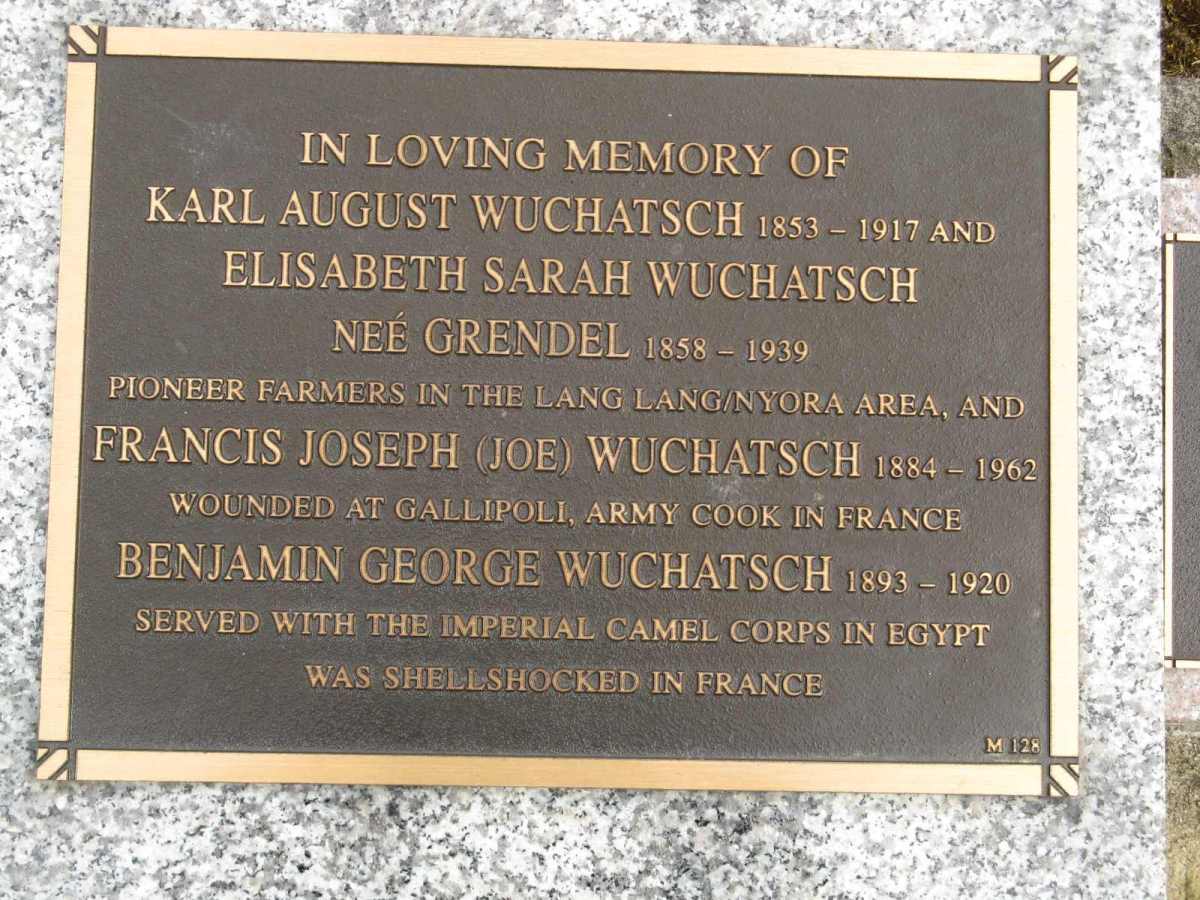 IN LOVING MEMORY OF
KARL AUGUST WUCHATSCH 1853 – 1917 AND
ELISABETH SARAH WUCHATSCH
NEÉ GRENDEL 1858 – 1939
PIONEER FARMERS IN THE LANG LANG/NYORA AREA, AND
FRANCIS JOSEPH (JOE) WUCHATSCH 1884 – 1962
WOUNDED AT GALLIPOLI, ARMY COOK IN FRANCE
BENJAMIN GEORGE WUCHATSCH 1893 – 1920
SERVED WITH THE IMPERIAL CAMEL CORPS IN EGYPT
WAS SHELLSHOCKED IN FRANCE
M 128